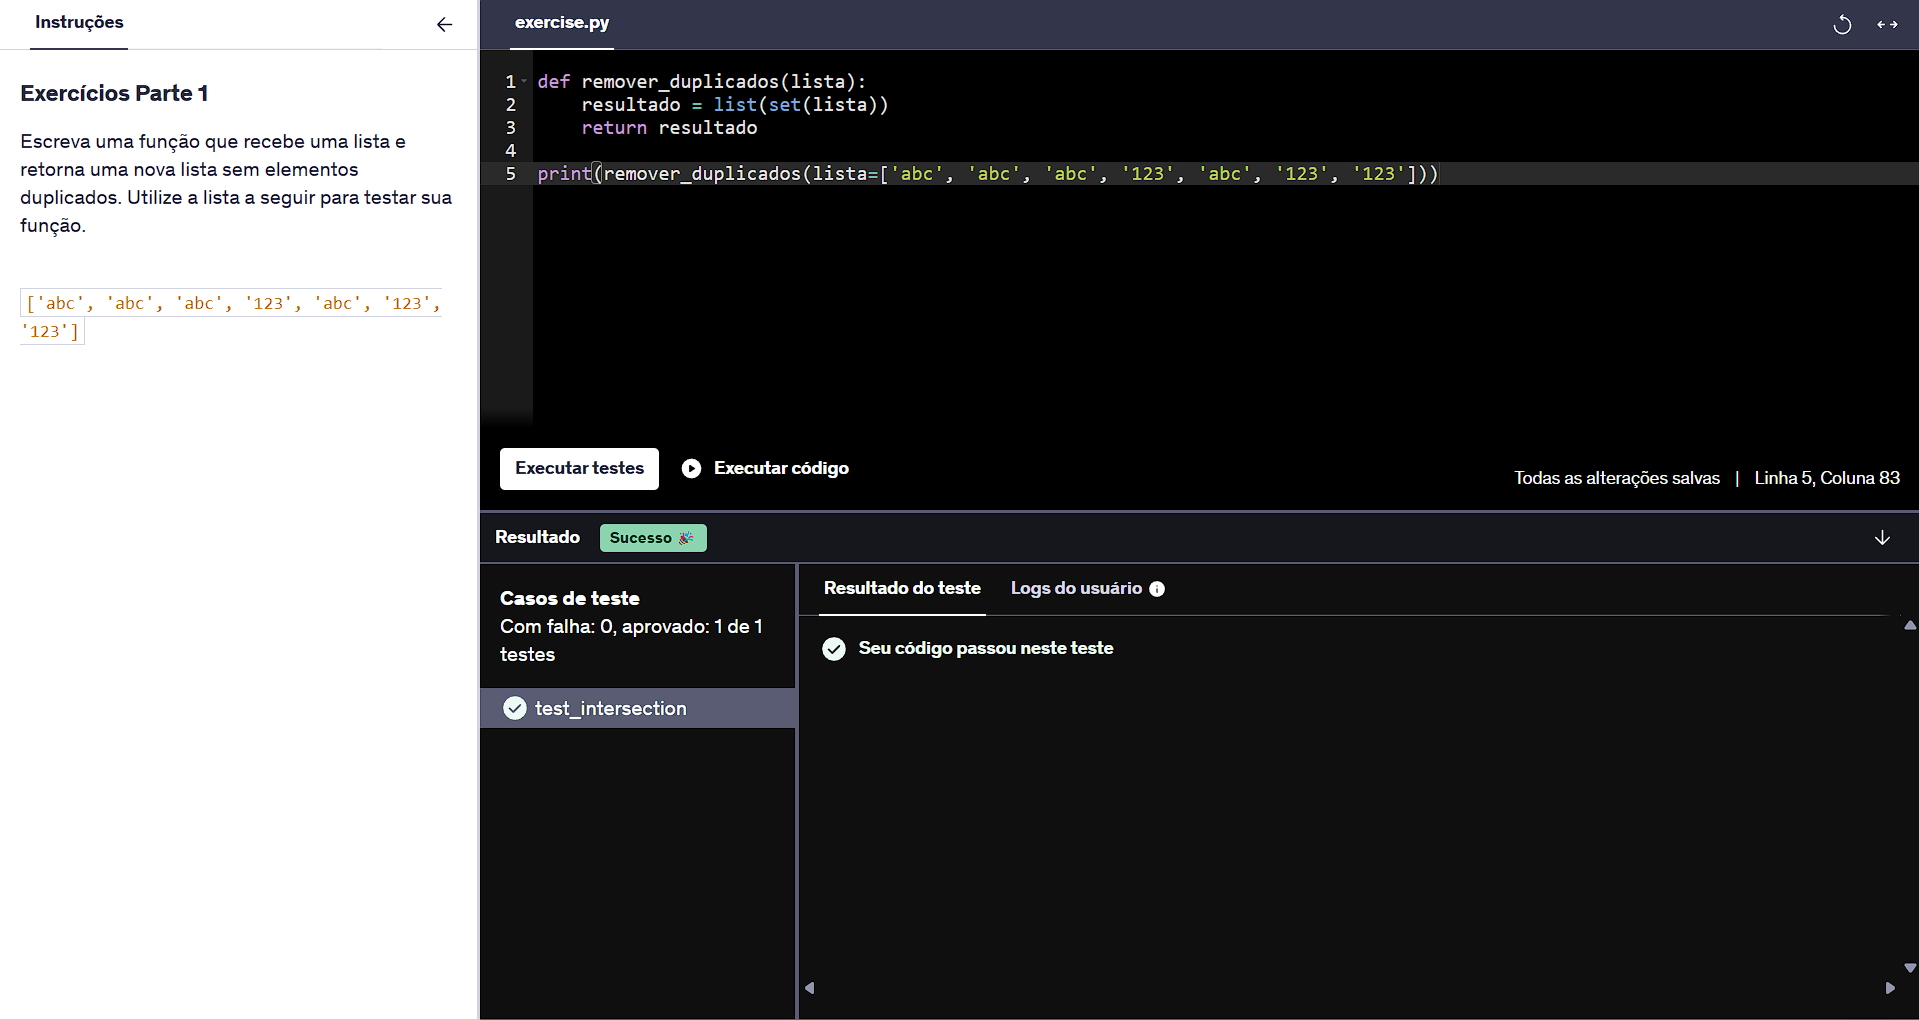 Instruções
Exercícios Parte 1
Escreva uma função que recebe uma lista e
retorna uma nova lista sem elementos
duplicados. Utilize a lista a seguir para testar sua
função.
['abc', 'abc', 'abc', '123', 'abc', '123',
'123']
exercise.py
1 def remover_duplicados(lista):
2     resultado = list(set(lista))
3     return resultado
4
5 print(remover_duplicados(lista=['abc', 'abc', 'abc', '123', 'abc', '123', '123']))
Executar testes
Executar código
Todas as alterações salvas | Linha 5, Coluna 83
Resultado
Sucesso 🎉
Casos de teste
Com falha: 0, aprovado: 1 de 1
testes
test_intersection
Resultado do teste
Logs do usuário
Seu código passou neste teste